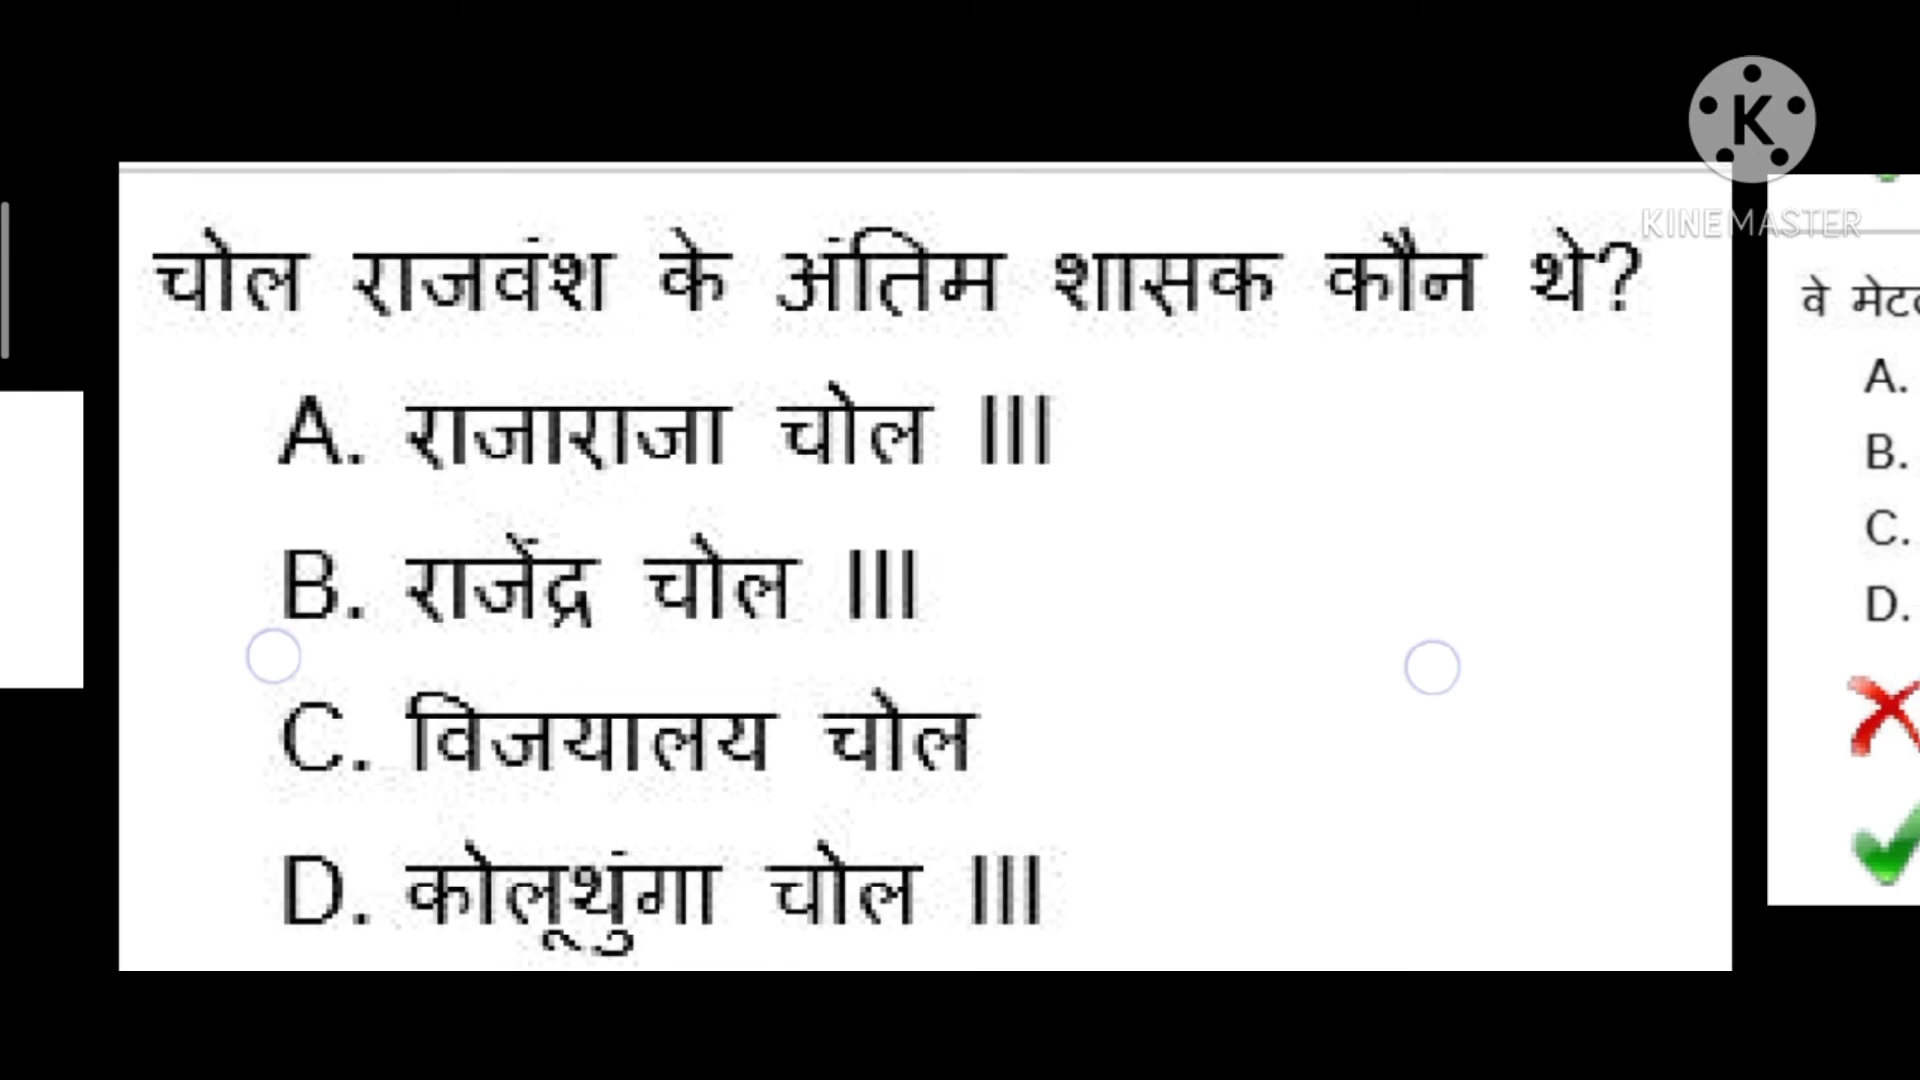 चोल राजवंश के अंतिम शासक कौन थे?
A. राजाराजा चोल III
B. राजेंद्र चोल III
C. विजयालय चोल
D. कोलूथुंगा चोल III
K
KINEMASTER
वे
A.
B.
C.
D.